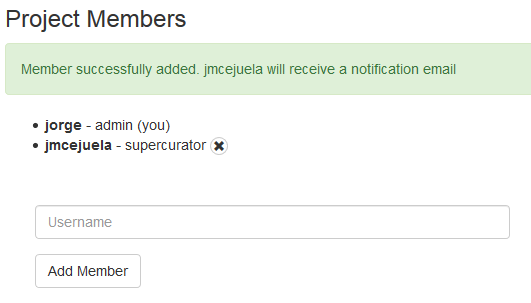 Project Members
Member successfully added. jmcejuela will receive a notification email
jorge - admin (you)
jmcejuela - supercurator
Username
Add Member